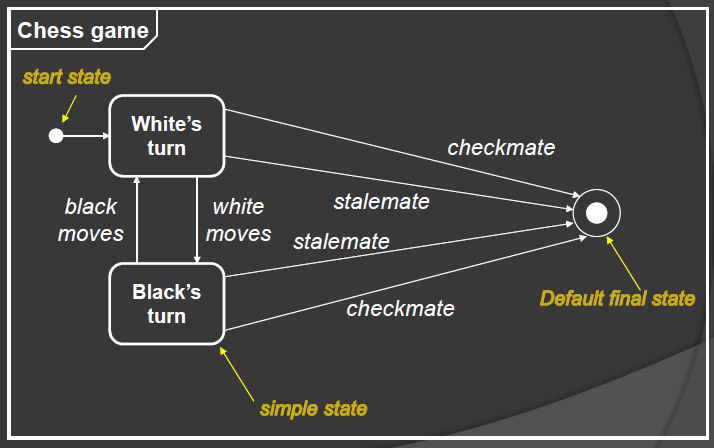 Chess game
start state
White's
turn
checkmate
black
moves
white
moves
stalemate
stalemate
Black's
turn
checkmate
Default final state
simple state